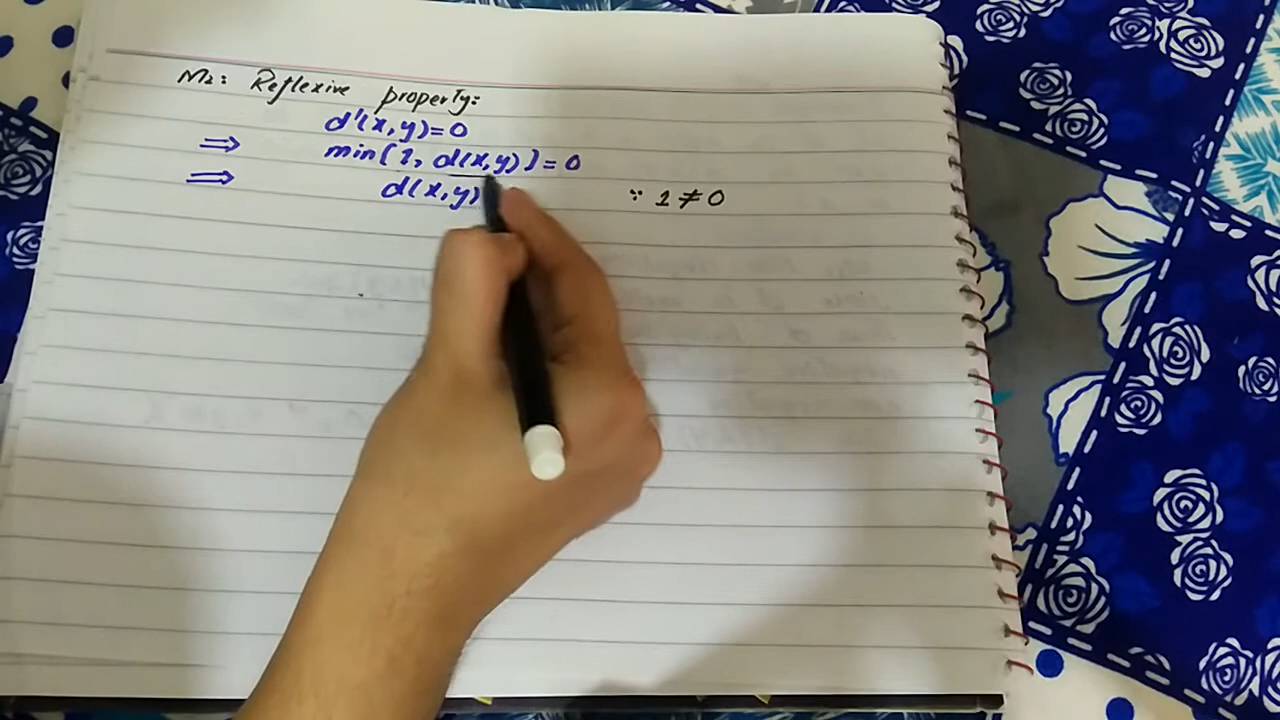 M₂: Reflexive property:
d'(x,y)=0
⇒ min[1, d(x,y)]=0
⇒ d(x,y) ∵ 1≠0